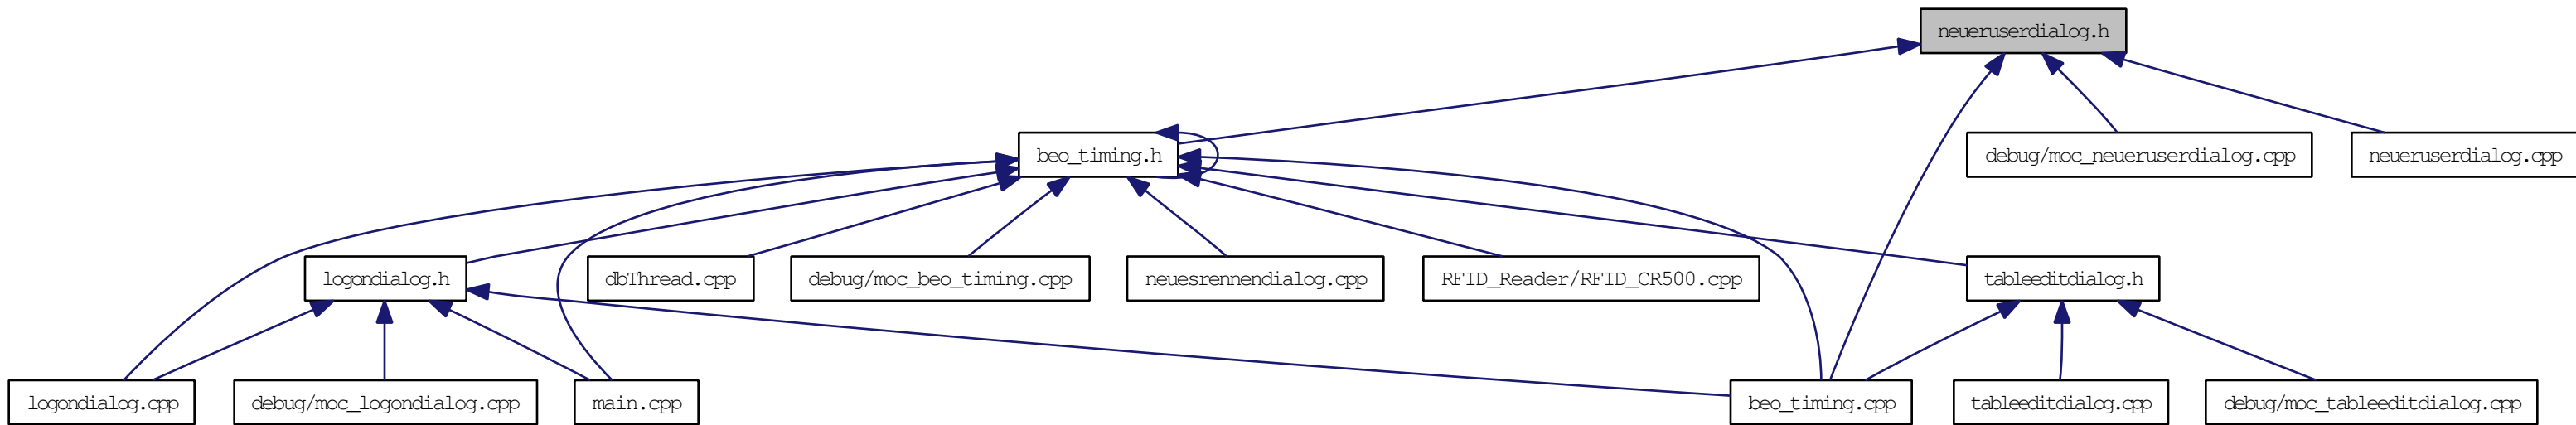 neueruserdialog.h
beo_timing.h
debug/moc_neueruserdialog.cpp
neueruserdialog.cpp
logondialog.h
dbThread.cpp
debug/moc_beo_timing.cpp
neuesrennendialog.cpp
RFID_Reader/RFID_CR500.cpp
tableeditdialog.h
logondialog.cpp
debug/moc_logondialog.cpp
main.cpp
beo_timing.cpp
tableeditdialog.cpp
debug/moc_tableeditdialog.cpp